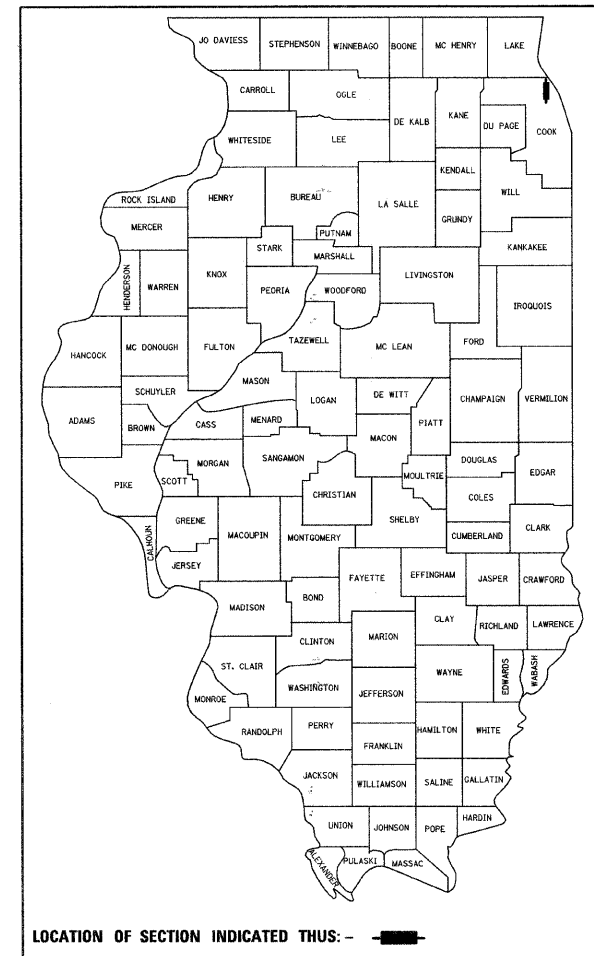 JO DAVIESS
STEPHENSON
WINNEBAGO
BOONE
MC HENRY
LAKE
CARROLL
OGLE
DE KALB
KANE
DU PAGE
COOK
WHITESIDE
LEE
KENDALL
WILL
ROCK ISLAND
HENRY
BUREAU
LA SALLE
GRUNDY
MERCER
PUTNAM
KANKAKEE
HENDERSON
WARREN
KNOX
STARK
MARSHALL
LIVINGSTON
PEORIA
WOODFORD
IROQUOIS
HANCOCK
MC DONOUGH
FULTON
TAZEWELL
MC LEAN
FORD
SCHUYLER
MASON
LOGAN
DE WITT
CHAMPAIGN
VERMILION
ADAMS
BROWN
CASS
MENARD
PIATT
MACON
SANGAMON
MORGAN
DOUGLAS
EDGAR
PIKE
SCOTT
CHRISTIAN
MOULTRIE
COLES
SHELBY
GREENE
MACOUPIN
MONTGOMERY
CUMBERLAND
CLARK
CALHOUN
JERSEY
FAYETTE
EFFINGHAM
JASPER
CRAWFORD
MADISON
BOND
CLAY
RICHLAND
LAWRENCE
CLINTON
MARION
ST. CLAIR
WAYNE
EDWARDS
WABASH
WASHINGTON
JEFFERSON
MONROE
RANDOLPH
PERRY
HAMILTON
WHITE
FRANKLIN
JACKSON
WILLIAMSON
SALINE
GALLATIN
UNION
JOHNSON
POPE
HARDIN
ALEXANDER
PULASKI
MASSAC
LOCATION OF SECTION INDICATED THUS: -